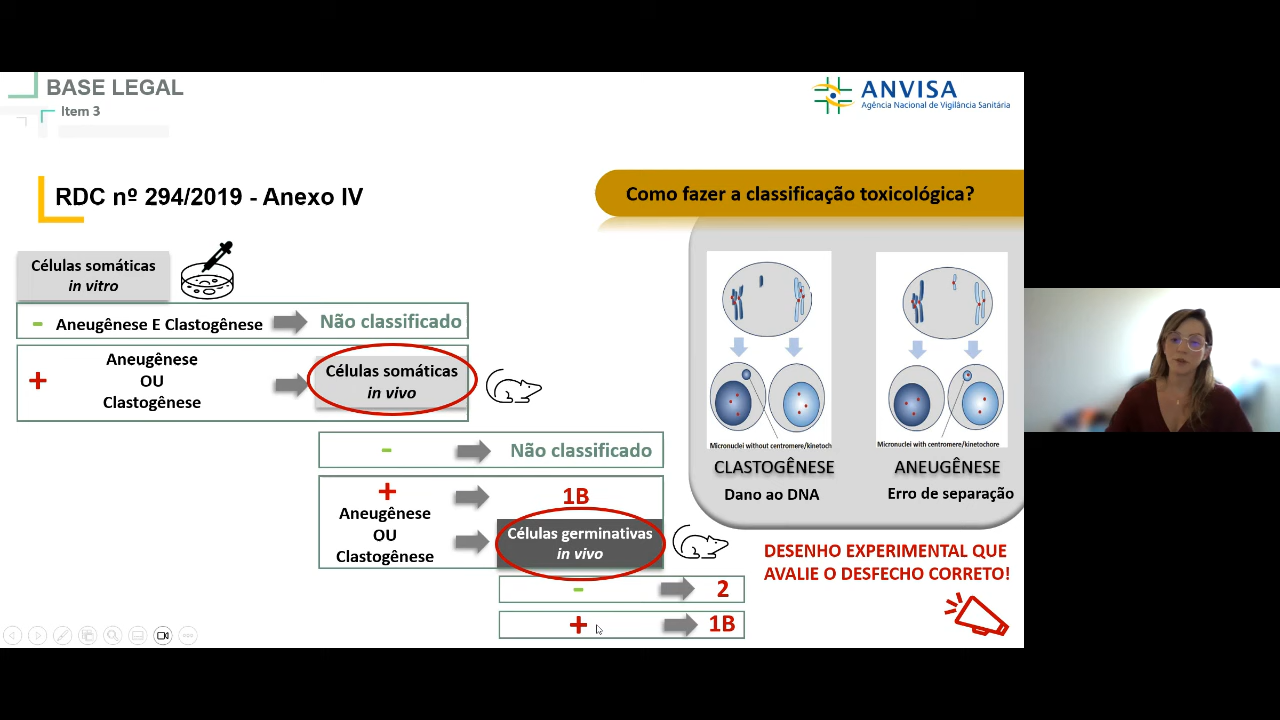 BASE LEGAL
Item 3
ANVISA
Agência Nacional de Vigilância Sanitária
RDC nº 294/2019 - Anexo IV
Como fazer a classificação toxicológica?
Células somáticas
in vitro
- Aneugênese E Clastogênese
Não classificado
+
Aneugênese
OU
Clastogênese
Células somáticas
in vivo
-
Não classificado
+
1B
Aneugênese
OU
Clastogênese
Células germinativas
in vivo
-
2
+
1B
Micronuclei without centromere/kinetoch
Micronuclei with centromere/kinetochore
CLASTOGÊNESE
ANEUGÊNESE
Dano ao DNA
Erro de separação
DESENHO EXPERIMENTAL QUE
AVALIE O DESFECHO CORRETO!